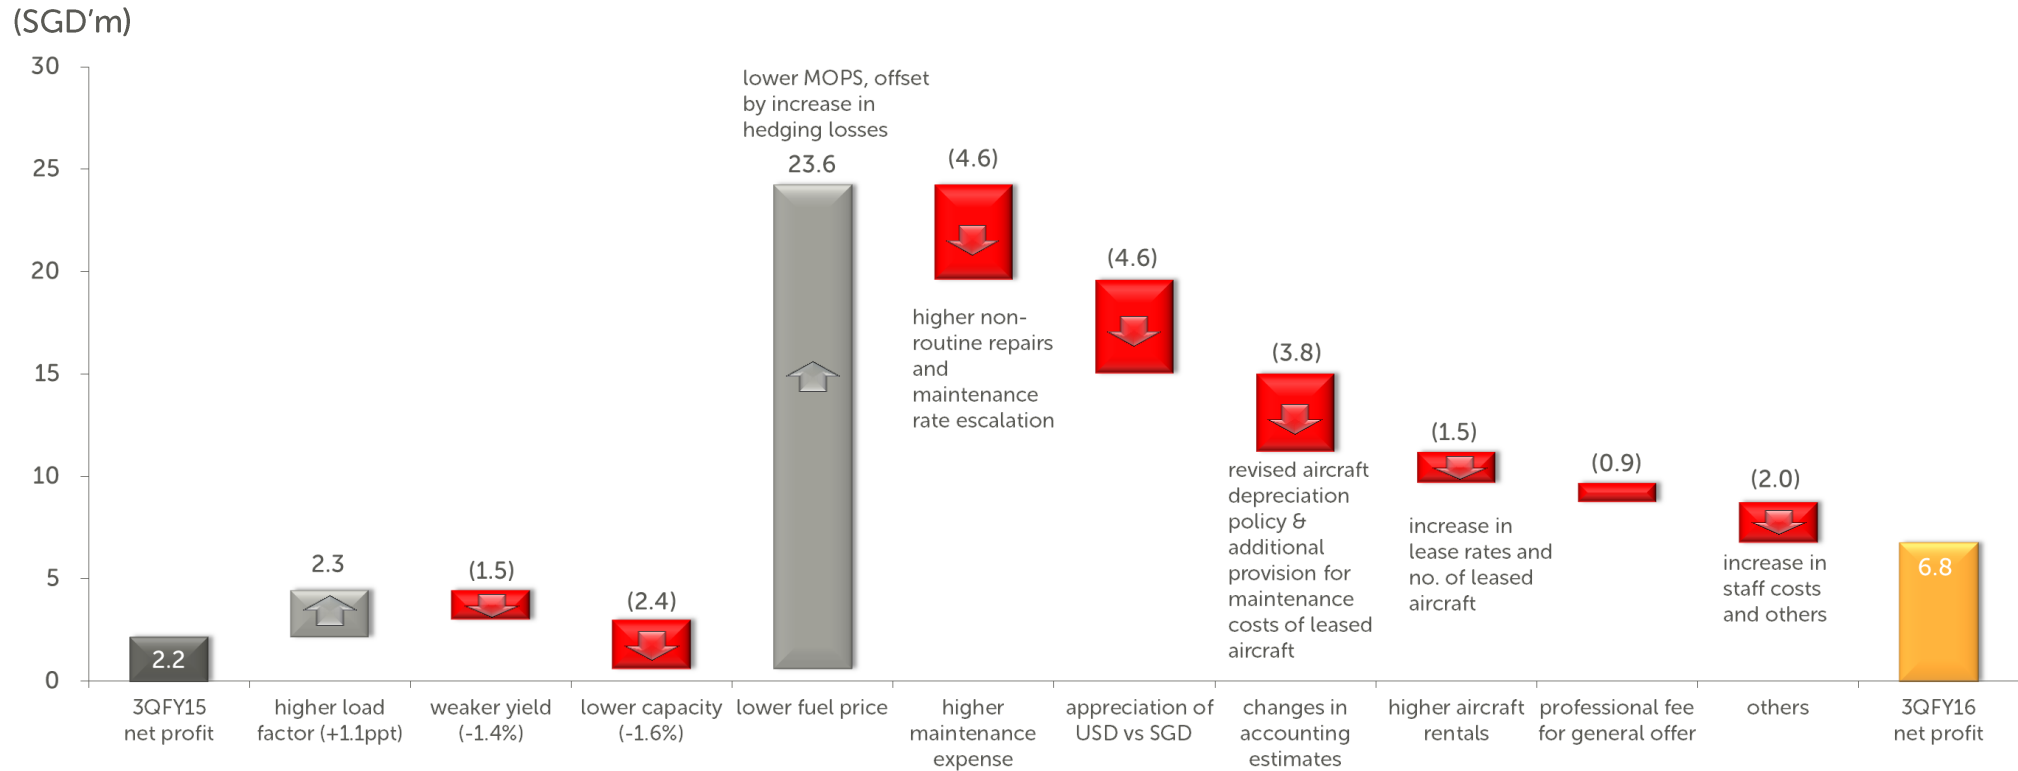 (SGD’m)
30
25
20
15
10
5
0
2.2
2.3
(1.5)
(2.4)
lower MOPS, offset
by increase in
hedging losses
23.6
(4.6)
higher non-
routine repairs
and
maintenance
rate escalation
(4.6)
(3.8)
revised aircraft
depreciation
policy &
additional
provision for
maintenance
costs of leased
aircraft
(1.5)
increase in
lease rates and
no. of leased
aircraft
(0.9)
(2.0)
increase in
staff costs
and others
6.8
3QFY15
net profit
higher load
factor (+1.1ppt)
weaker yield
(-1.4%)
lower capacity
(-1.6%)
lower fuel price
higher
maintenance
expense
appreciation of
USD vs SGD
changes in
accounting
estimates
higher aircraft
rentals
professional fee
for general offer
others
3QFY16
net profit